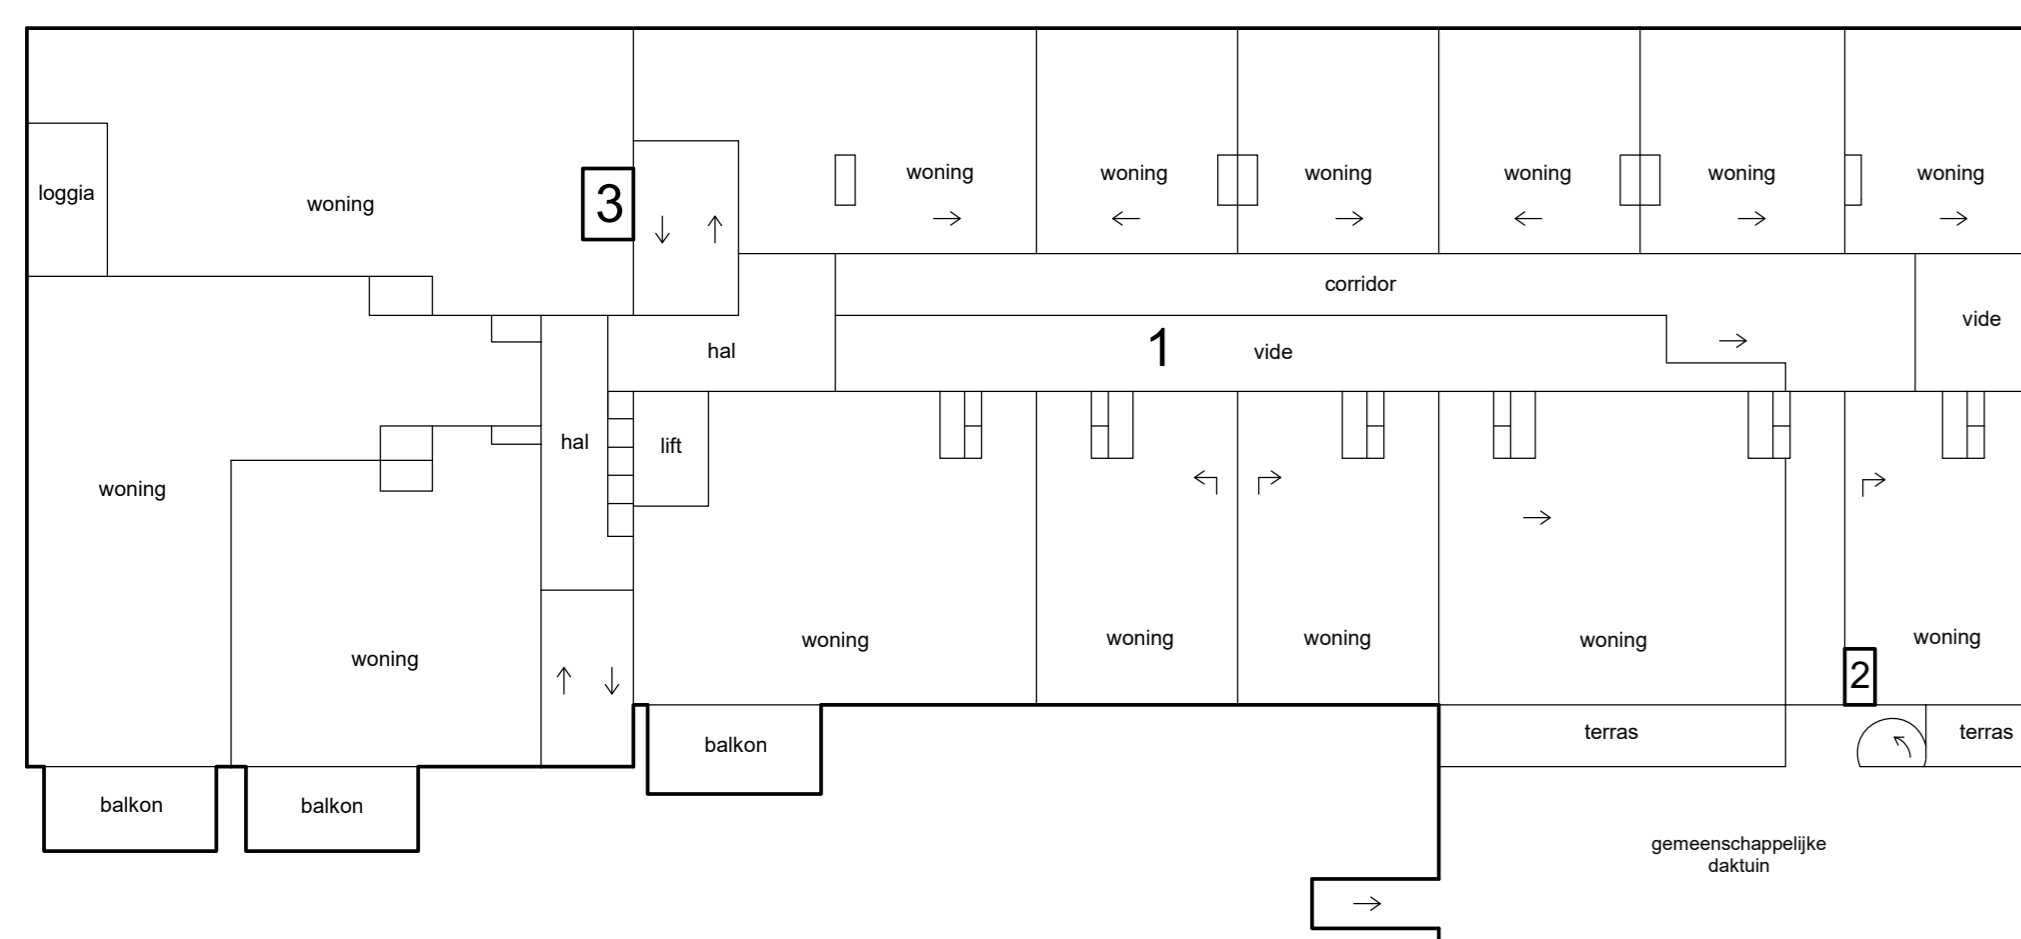 woning
woning
woning
woning
woning
woning
loggia
woning
3
corridor
vide
hal
1
vide
hal
lift
woning
woning
woning
woning
woning
woning
woning
2
terras
terras
balkon
balkon
balkon
gemeenschappelijke
daktuin